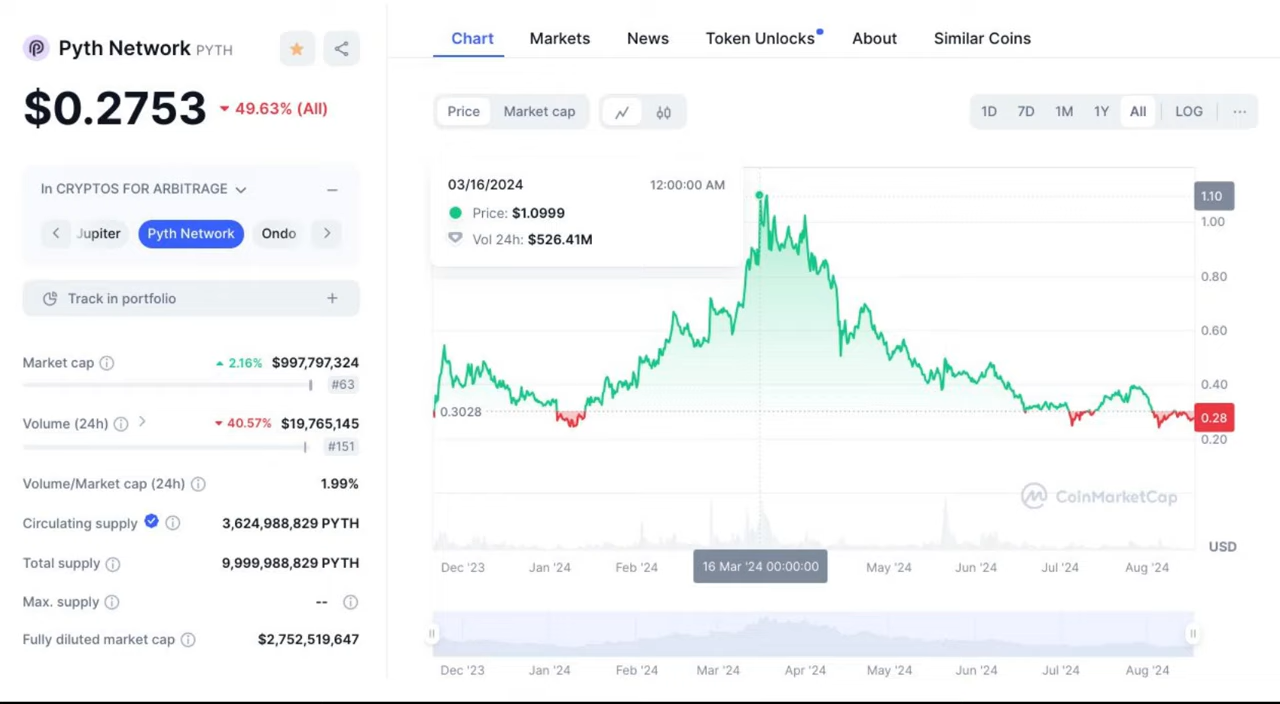 Pyth Network PYTH
$0.2753 49.63% (All)
In CRYPTOS FOR ARBITRAGE
Jupiter Pyth Network Ondo
Track in portfolio +
Market cap 2.16% $997,797,324
#63
Volume (24h) 40.57% $19,765,145
#151
Volume/Market cap (24h) 1.99%
Circulating supply 3,624,988,829 PYTH
Total supply 9,999,988,829 PYTH
Max. supply --
Fully diluted market cap $2,752,519,647
Chart Markets News Token Unlocks About Similar Coins
Price Market cap 1D 7D 1M 1Y All LOG ...
03/16/2024 12:00:00 AM
Price: $1.0999
Vol 24h: $526.41M
1.10
1.00
0.80
0.60
0.40
0.3028
0.28
0.20
CoinMarketCap
USD
Dec '23 Jan '24 Feb '24 16 Mar '24 00:00:00 May '24 Jun '24 Jul '24 Aug '24
Dec '23 Jan '24 Feb '24 Mar '24 Apr '24 May '24 Jun '24 Jul '24 Aug '24